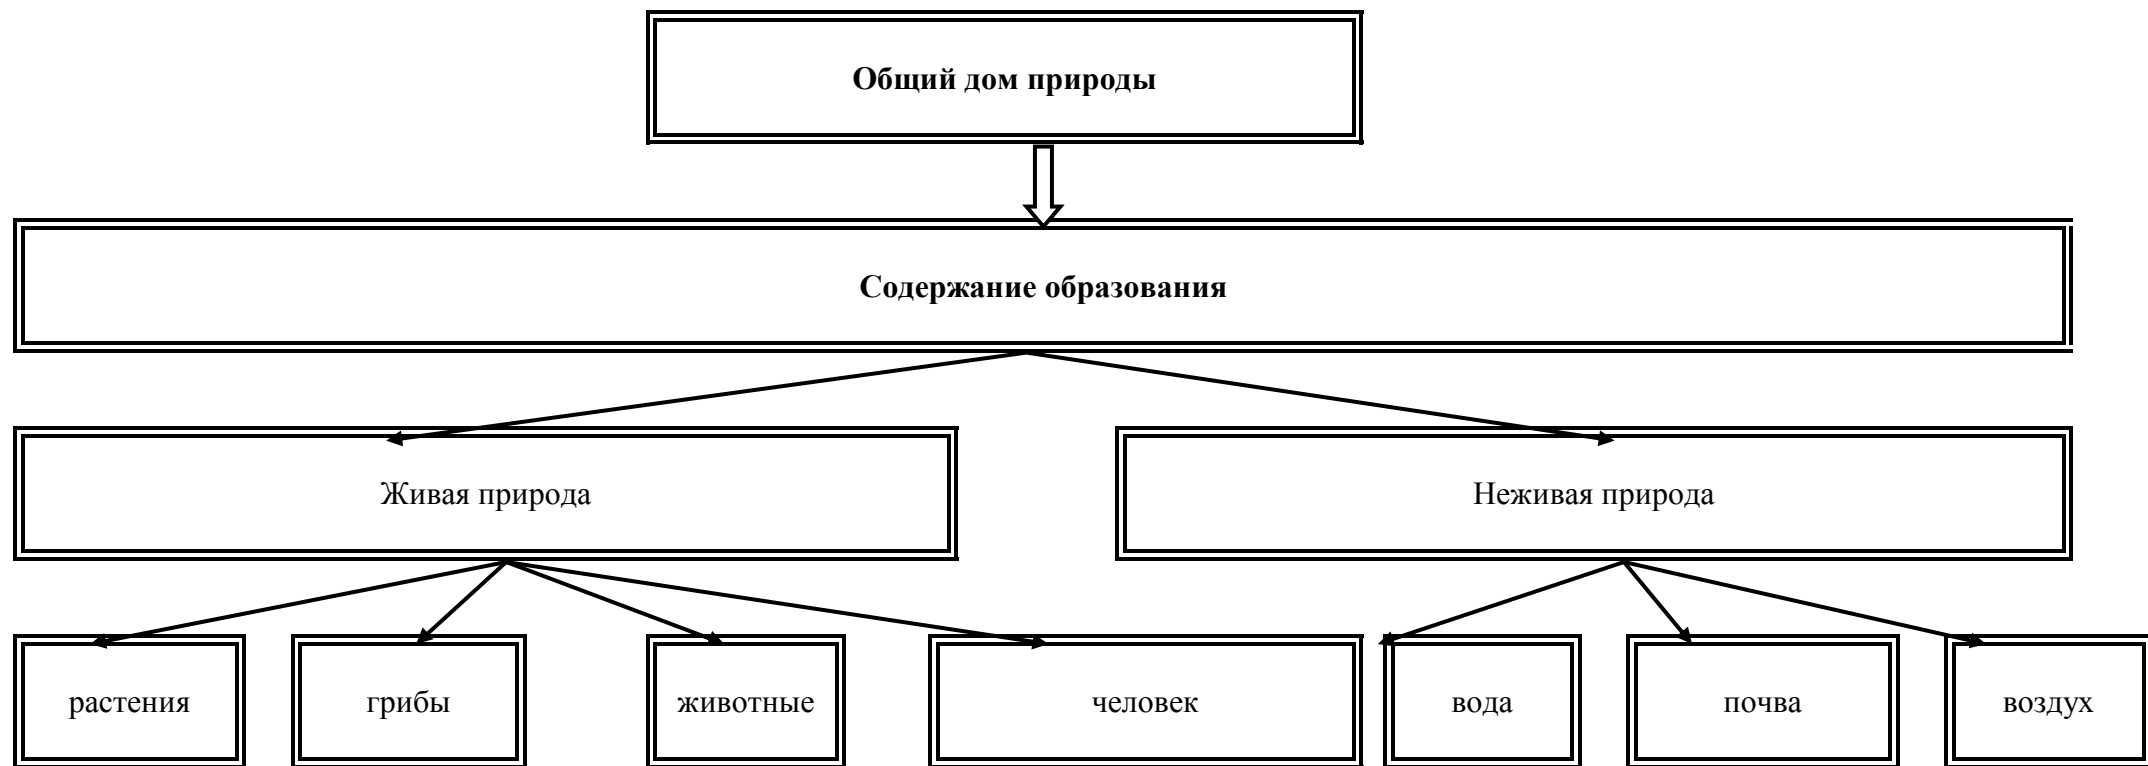 Общий дом природы
Содержание образования
Живая природа
Неживая природа
растения
грибы
животные
человек
вода
почва
воздух